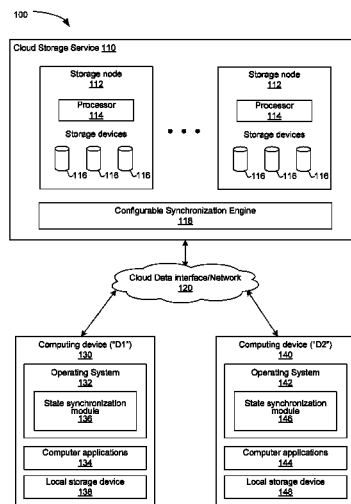 100
Cloud Storage Service 110
Storage node
112
Processor
114
Storage devices
116 116 116
• • •
Storage node
112
Processor
114
Storage devices
116 116 116
Configurable Synchronization Engine
118
Cloud Data interface/Network
120
Computing device ("D1")
130
Operating System
132
State synchronization
module
136
Computer applications
134
Local storage device
138
Computing device ("D2")
140
Operating System
142
State synchronization
module
146
Computer applications
144
Local storage device
148